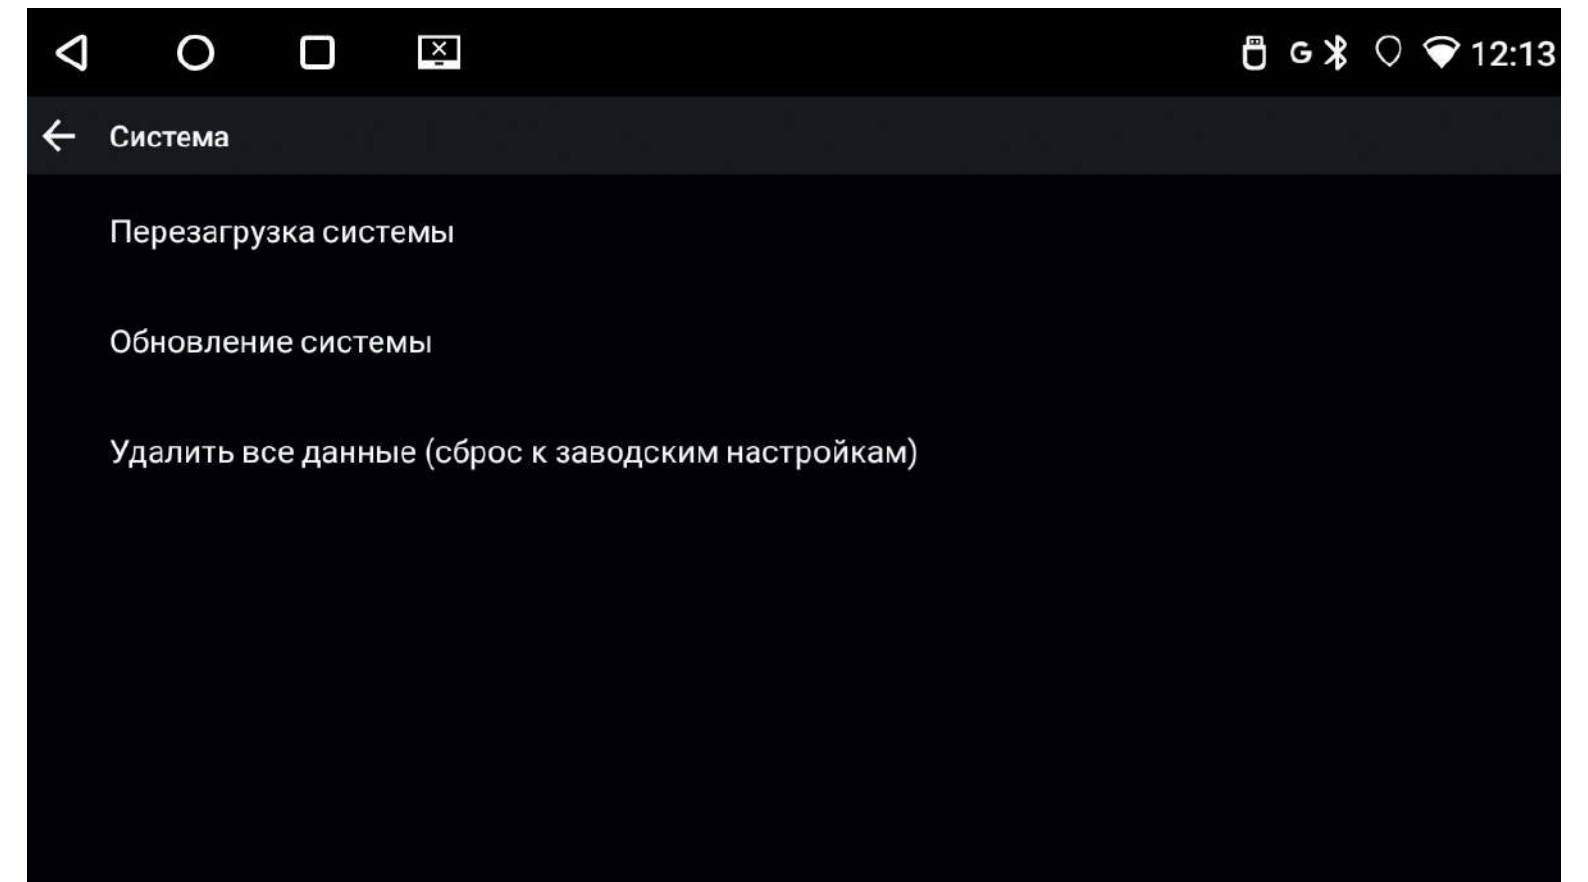 G 12:13
Система
Перезагрузка системы
Обновление системы
Удалить все данные (сброс к заводским настройкам)